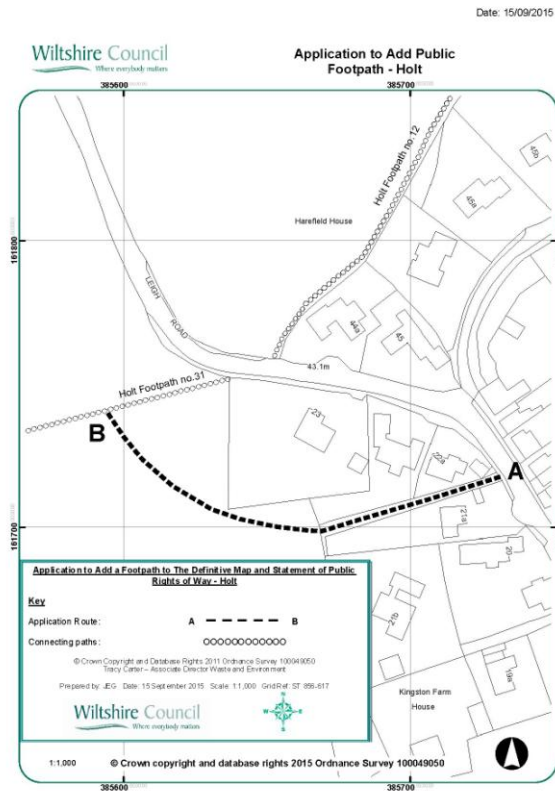 Date: 15/09/2015
Wiltshire Council
Where everybody matters
Application to Add Public
Footpath - Holt
385600
385700
Holt Footpath no.12
45b
45a
Harefield House
161800
LEIGH
ROAD
44a
45
43.1m
Holt Footpath no.31
23
B
22a
A
161700
21a
20
21b
19a
Kingston Farm
House
Application to Add a Footpath to The Definitive Map and Statement of Public
Rights of Way - Holt
Key
Application Route: A B
Connecting paths:
© Crown Copyright and Database Rights 2011 Ordnance Survey 100049050
Tracy Carter – Associate Director Waste and Environment
Prepared by: JEG Date: 15 September 2015 Scale: 1:1,000 Grid Ref: ST 856-617
Wiltshire Council
Where everybody matters
N
E
S
W
1:1,000
© Crown copyright and database rights 2015 Ordnance Survey 100049050
385600
385700